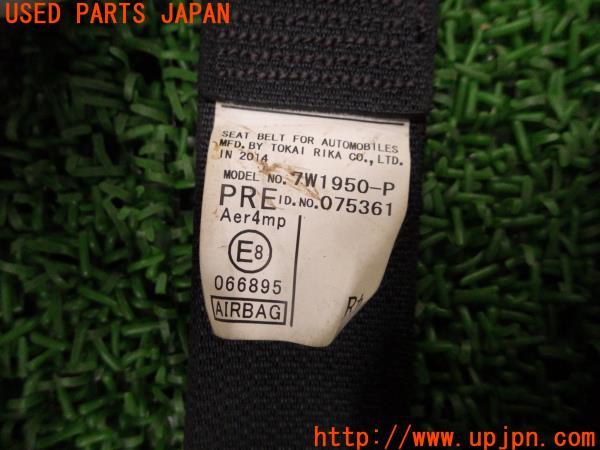 USED PARTS JAPAN
SEAT BELT FOR AUTOMOBILES
MFD. BY TOKAI RIKA CO., LTD.
IN 2014
MODEL NO. 7W1950-P
PRE ID.NO. 075361
Aer4mp
E8
066895
AIRBAG
UPJ
http://www.upjpn.com/